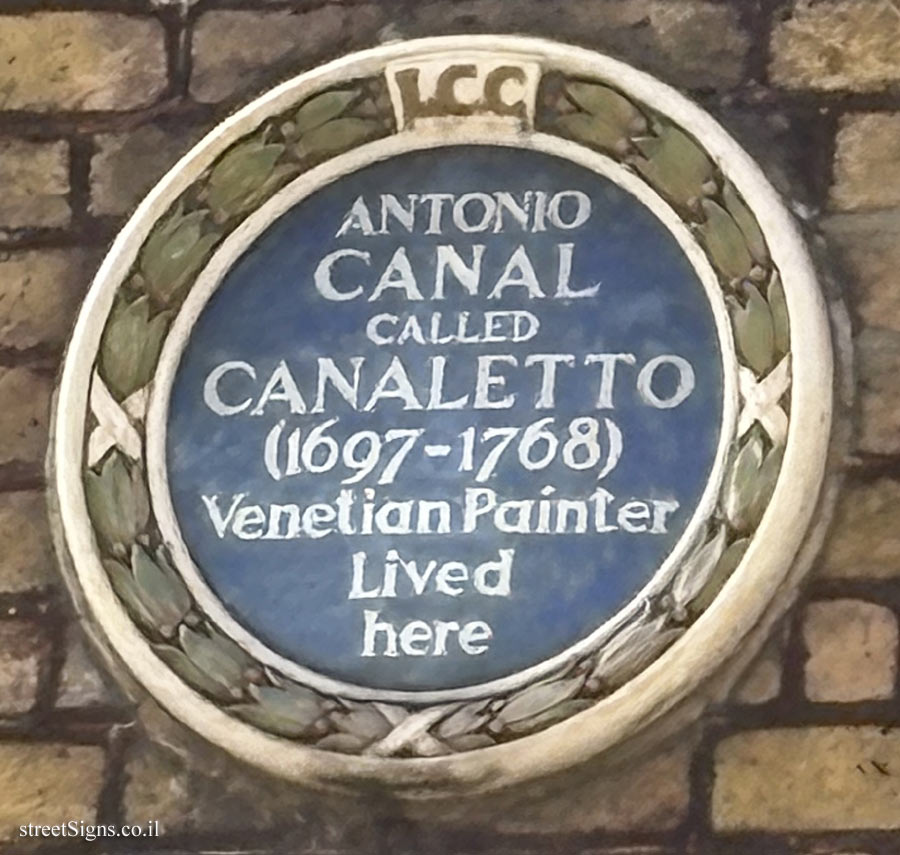 LCC
ANTONIO
CANAL
CALLED
CANALETTO
(1697-1768)
Venetian Painter
Lived
here
streetSigns.co.il